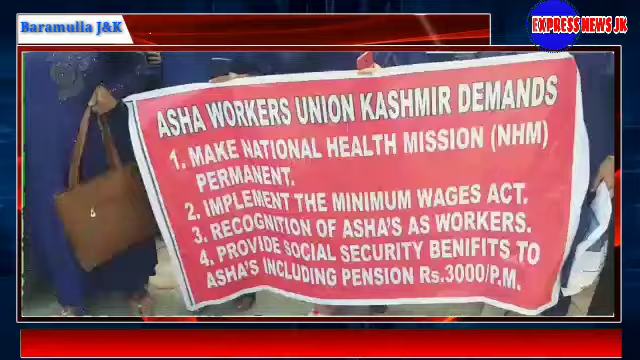 Baramulla J&K
EXPRESS NEWS JK
ASHA WORKERS UNION KASHMIR DEMANDS
1. MAKE NATIONAL HEALTH MISSION (NHM)
PERMANENT.
2. IMPLEMENT THE MINIMUM WAGES ACT.
3. RECOGNITION OF ASHA'S AS WORKERS.
4. PROVIDE SOCIAL SECURITY BENIFITS TO
ASHA'S INCLUDING PENSION Rs.3000/P.M.